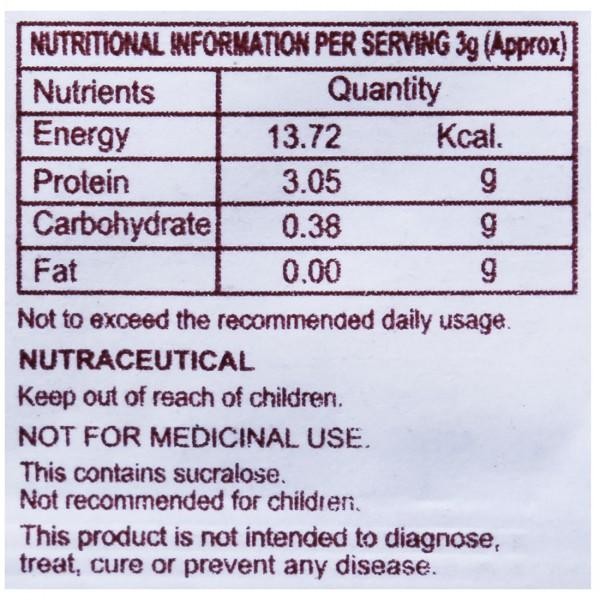 NUTRITIONAL INFORMATION PER SERVING 3g (Approx)
Nutrients Quantity
Energy 13.72 Kcal.
Protein 3.05 g
Carbohydrate 0.38 g
Fat 0.00 g
Not to exceed the recommended daily usage.
NUTRACEUTICAL
Keep out of reach of children.
NOT FOR MEDICINAL USE.
This contains sucralose.
Not recommended for children.
This product is not intended to diagnose,
treat, cure or prevent any disease.